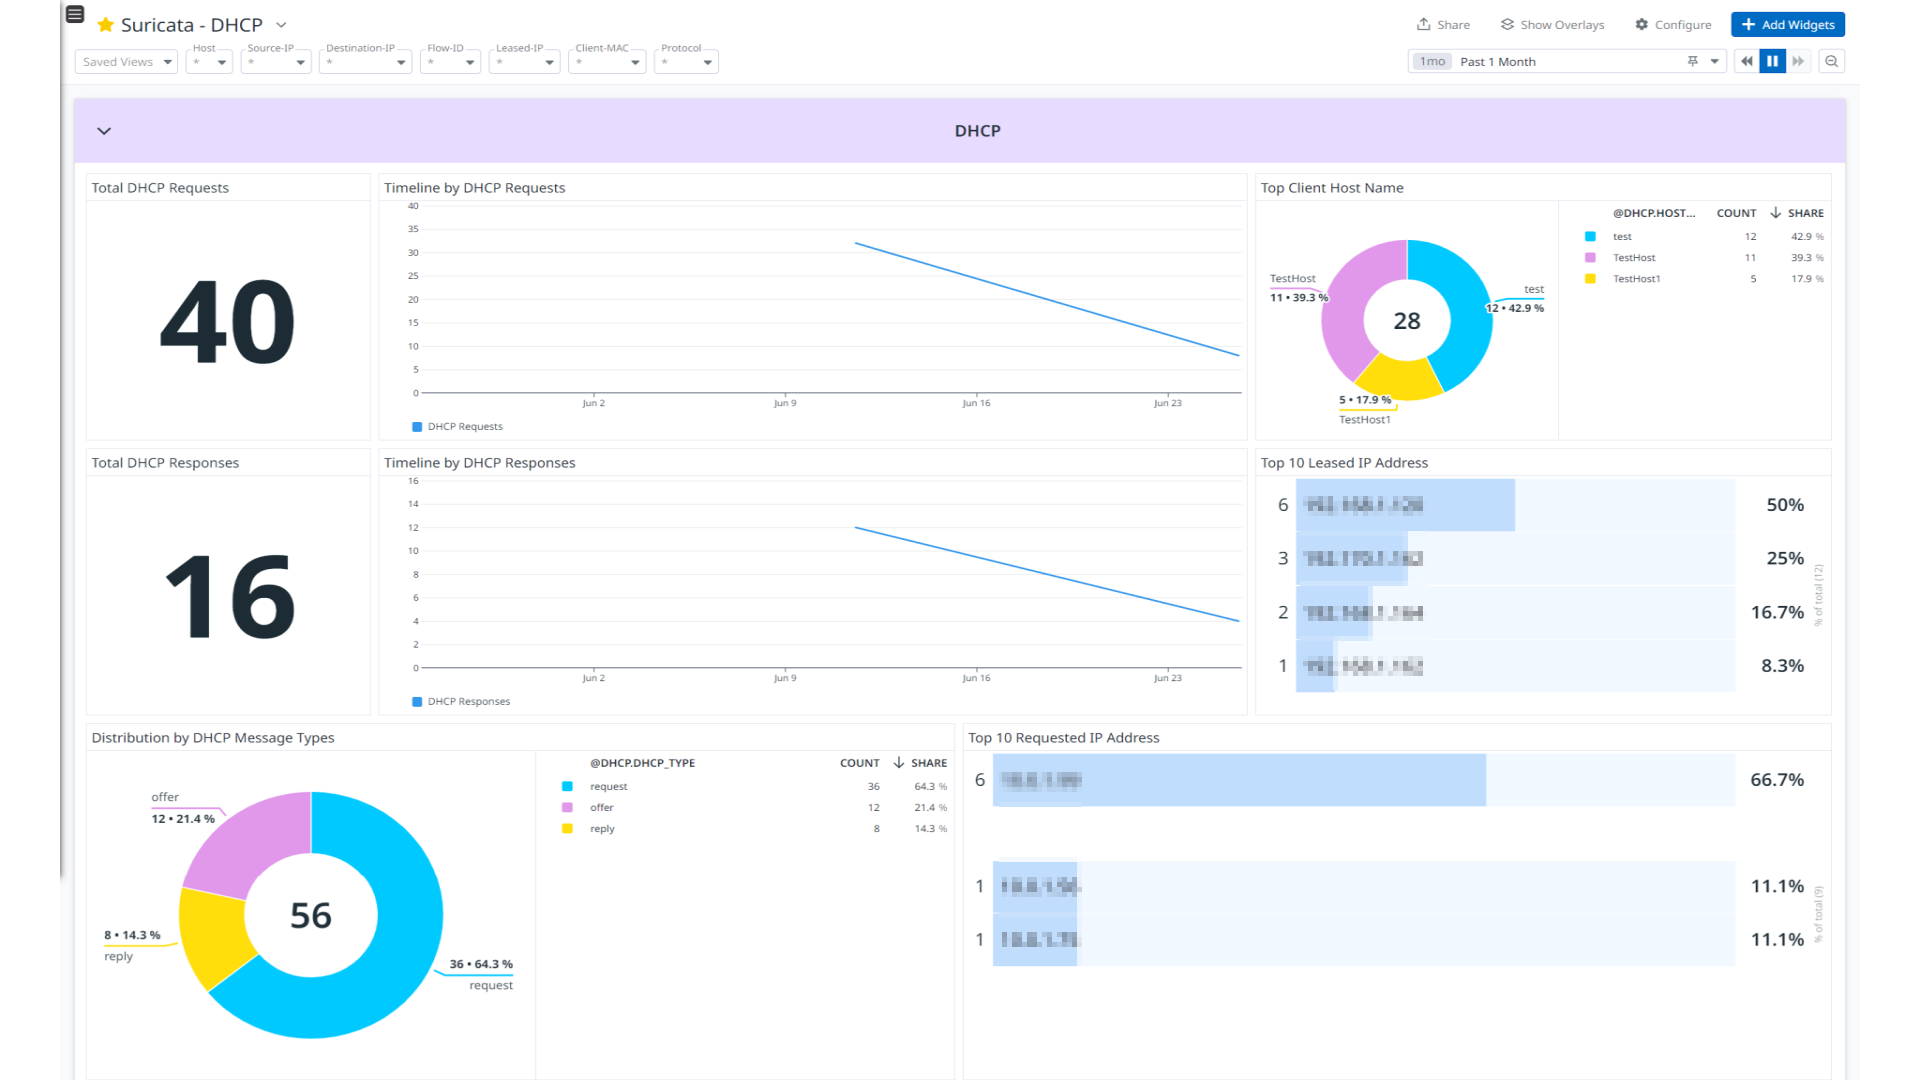 Suricata - DHCP
Share
Show Overlays
Configure
+ Add Widgets
Saved Views
Host
*
Source-IP
*
Destination-IP
*
Flow-ID
*
Leased-IP
*
Client-MAC
*
Protocol
*
1mo Past 1 Month
DHCP
Total DHCP Requests
40
Timeline by DHCP Requests
40
35
30
25
20
15
10
5
0
Jun 2 Jun 9 Jun 16 Jun 23
DHCP Requests
Top Client Host Name
TestHost
11 • 39.3 %
test
12 • 42.9 %
28
5 • 17.9 %
TestHost1
@DHCP.HOST... COUNT ↓ SHARE
test 12 42.9 %
TestHost 11 39.3 %
TestHost1 5 17.9 %
Total DHCP Responses
16
Timeline by DHCP Responses
16
14
12
10
8
6
4
2
0
Jun 2 Jun 9 Jun 16 Jun 23
DHCP Responses
Top 10 Leased IP Address
6 50%
3 25%
2 16.7%
1 8.3%
% of total (12)
Distribution by DHCP Message Types
offer
12 • 21.4 %
56
8 • 14.3 %
reply
36 • 64.3 %
request
@DHCP.DHCP_TYPE COUNT ↓ SHARE
request 36 64.3 %
offer 12 21.4 %
reply 8 14.3 %
Top 10 Requested IP Address
6 66.7%
1 11.1%
1 11.1%
% of total (9)